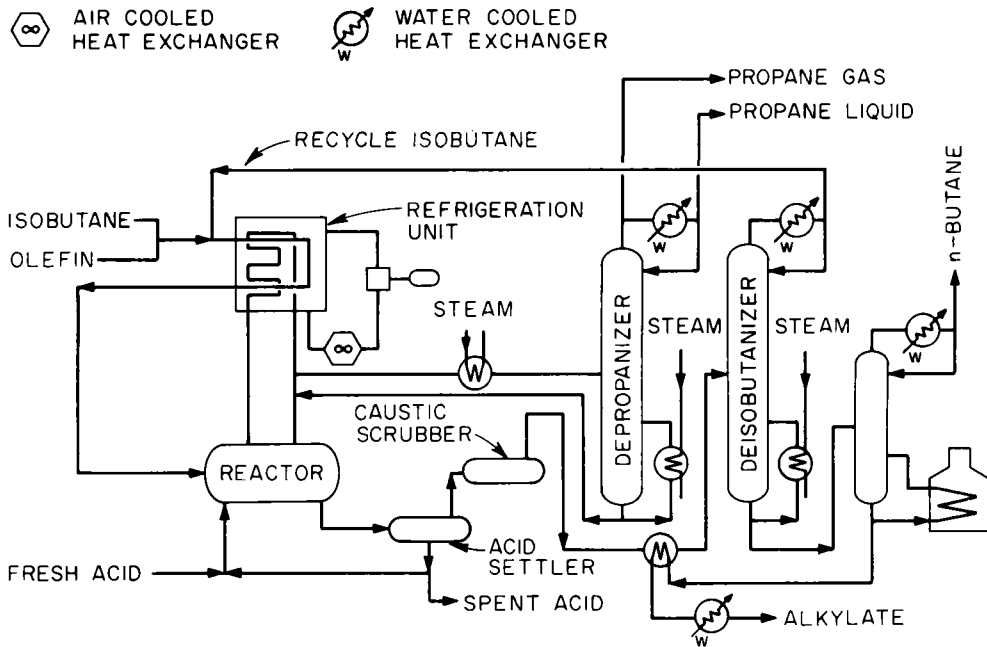 AIR COOLED
HEAT EXCHANGER
WATER COOLED
HEAT EXCHANGER
W
PROPANE GAS
PROPANE LIQUID
RECYCLE ISOBUTANE
n-BUTANE
ISOBUTANE
OLEFIN
REFRIGERATION
UNIT
W
W
STEAM
STEAM
STEAM
W
DEPROPANIZER
DEISOBUTANIZER
CAUSTIC
SCRUBBER
REACTOR
ACID
SETTLER
FRESH ACID
SPENT ACID
ALKYLATE
W